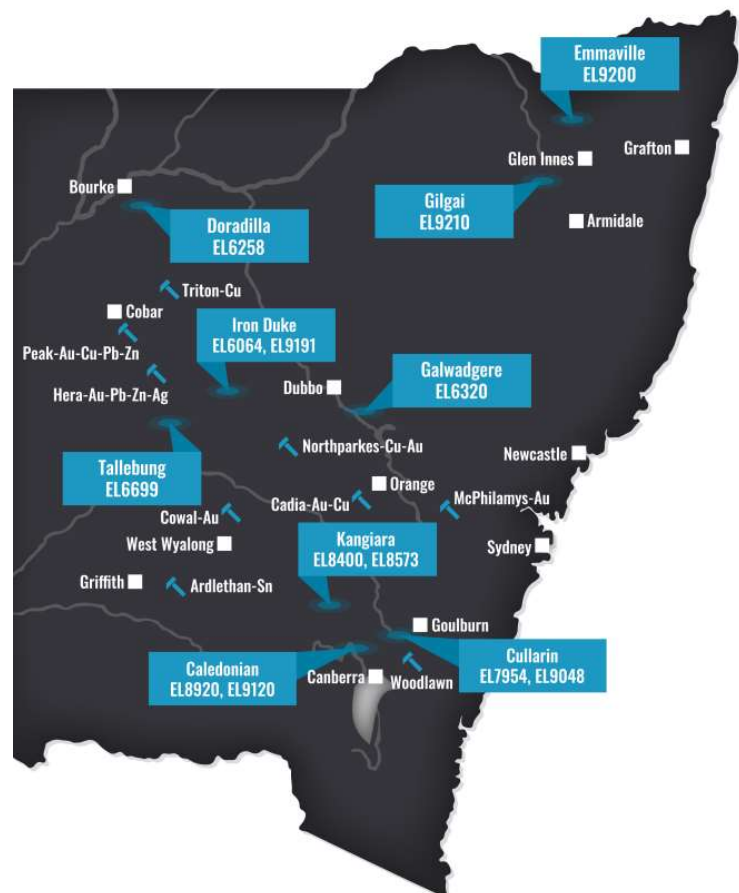 Emmaville
EL9200
Grafton
Glen Innes
Bourke
Gilgai
EL9210
Armidale
Doradilla
EL6258
Triton-Cu
Cobar
Iron Duke
EL6064, EL9191
Peak-Au-Cu-Pb-Zn
Hera-Au-Pb-Zn-Ag
Dubbo
Galwadgere
EL6320
Northparkes-Cu-Au
Newcastle
Tallebung
EL6699
Orange
Cadia-Au-Cu
McPhilamys-Au
Cowal-Au
West Wyalong
Kangiara
EL8400, EL8573
Sydney
Griffith
Ardlethan-Sn
Goulburn
Caledonian
EL8920, EL9120
Canberra
Woodlawn
Cullarin
EL7954, EL9048